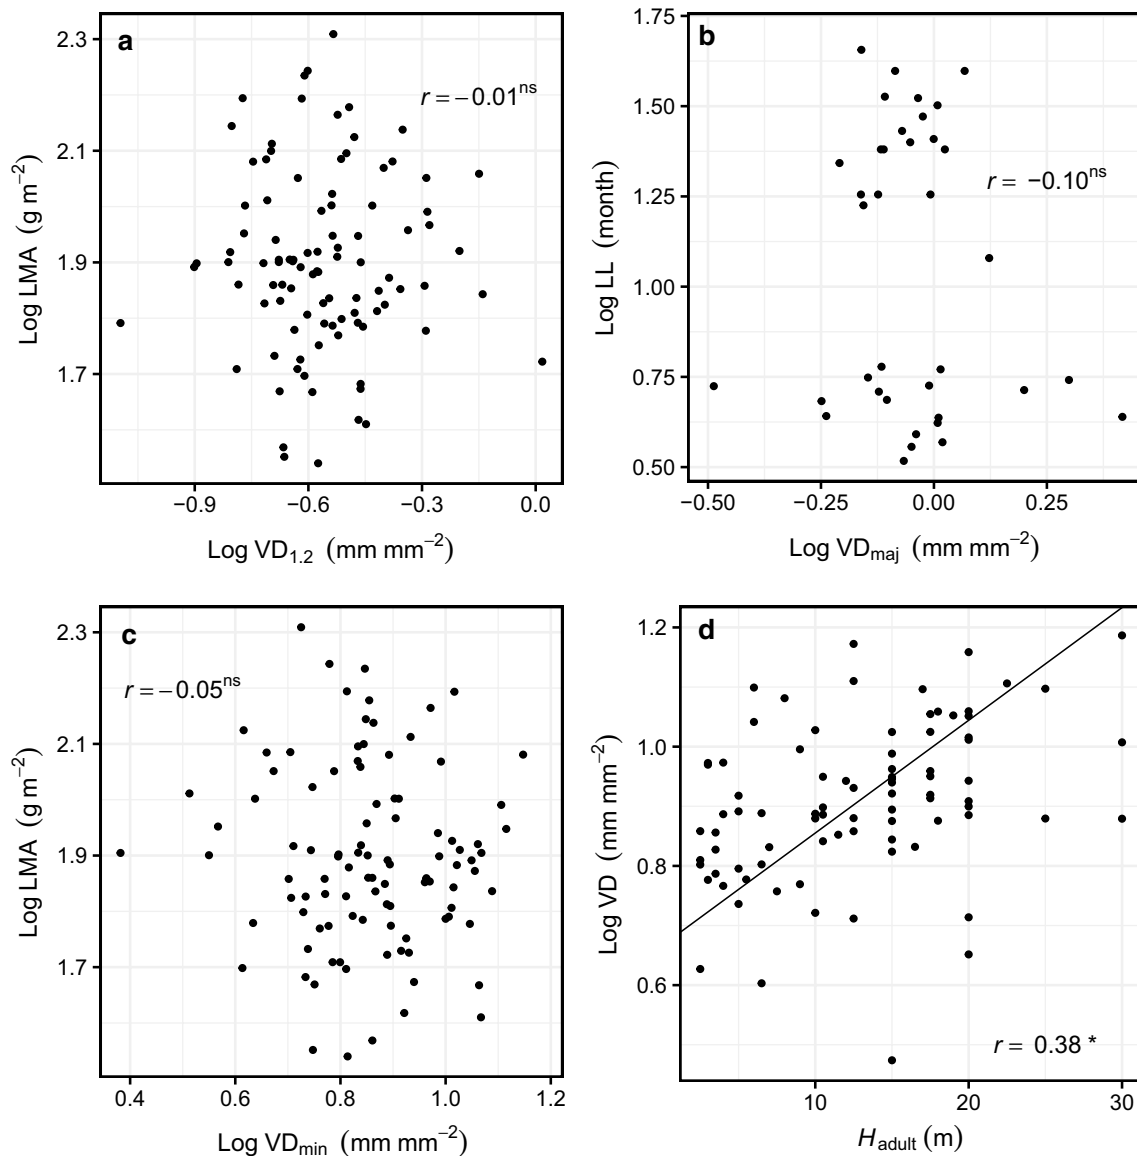 a
r = −0.01ns
2.3
2.1
1.9
1.7
Log LMA (g m−2)
−0.9 −0.6 −0.3 0.0
Log VD1.2 (mm mm−2)
b
r = −0.10ns
1.75
1.50
1.25
1.00
0.75
0.50
Log LL (month)
−0.50 −0.25 0.00 0.25
Log VDmaj (mm mm−2)
c
r = −0.05ns
2.3
2.1
1.9
1.7
Log LMA (g m−2)
0.4 0.6 0.8 1.0 1.2
Log VDmin (mm mm−2)
d
1.2
1.0
0.8
0.6
Log VD (mm mm−2)
r = 0.38 *
10 20 30
Hadult (m)